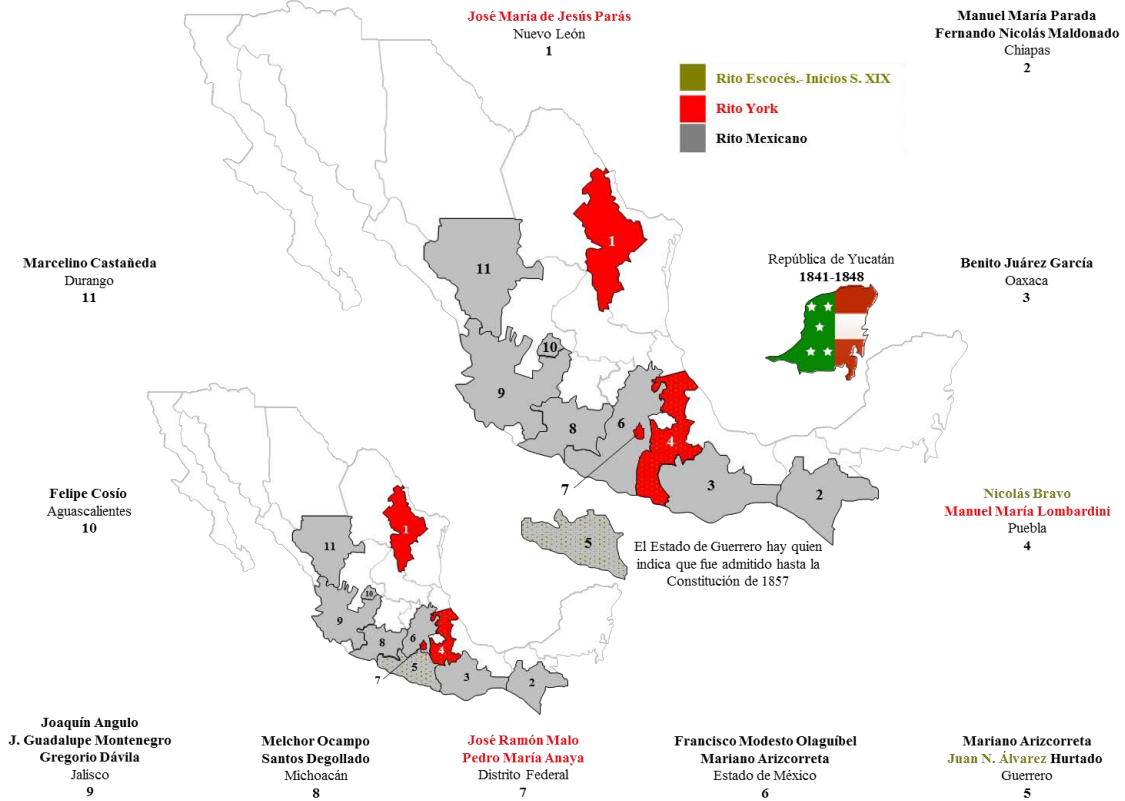 José María de Jesús Parás
Nuevo León
1
Manuel María Parada
Fernando Nicolás Maldonado
Chiapas
2
Rito Escocés.- Inicios S. XIX
Rito York
Rito Mexicano
Marcelino Castañeda
Durango
11
República de Yucatán
1841-1848
Benito Juárez García
Oaxaca
3
1
11
10
9
8
6
4
3
2
7
Felipe Cosío
Aguascalientes
10
Nicolás Bravo
Manuel María Lombardini
Puebla
4
5
El Estado de Guerrero hay quien
indica que fue admitido hasta la
Constitución de 1857
1
11
10
9
8
6
4
5
3
2
7
Joaquín Angulo
J. Guadalupe Montenegro
Gregorio Dávila
Jalisco
9
Melchor Ocampo
Santos Degollado
Michoacán
8
José Ramón Malo
Pedro María Anaya
Distrito Federal
7
Francisco Modesto Olaguíbel
Mariano Arizcorreta
Estado de México
6
Mariano Arizcorreta
Juan N. Álvarez Hurtado
Guerrero
5